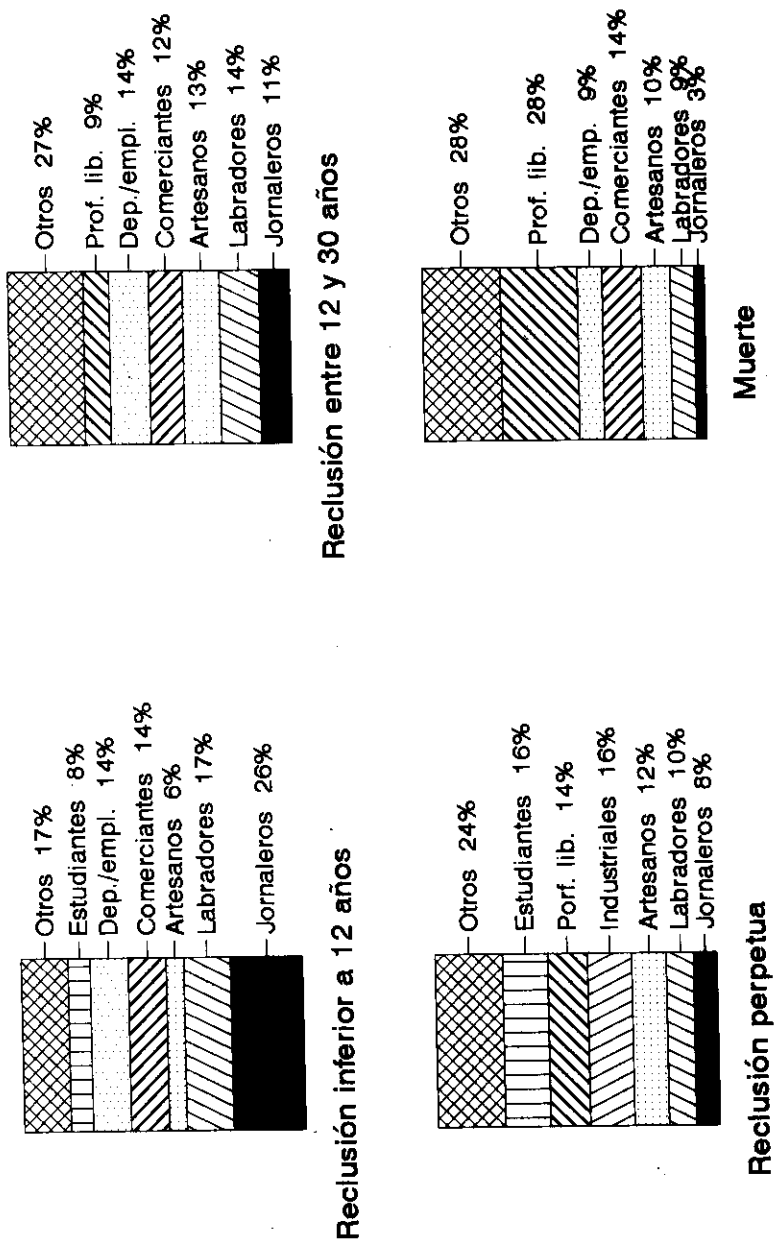 Otros 17%
Estudiantes 8%
Dep./empl. 14%
Comerciantes 14%
Artesanos 6%
Labradores 17%
Jornaleros 26%
Reclusión inferior a 12 años
Otros 27%
Prof. lib. 9%
Dep./empl. 14%
Comerciantes 12%
Artesanos 13%
Labradores 14%
Jornaleros 11%
Reclusión entre 12 y 30 años
Otros 24%
Estudiantes 16%
Porf. lib. 14%
Industriales 16%
Artesanos 12%
Labradores 10%
Jornaleros 8%
Reclusión perpetua
Otros 28%
Prof. lib. 28%
Dep./emp. 9%
Comerciantes 14%
Artesanos 10%
Labradores 9%
Jornaleros 3%
Muerte